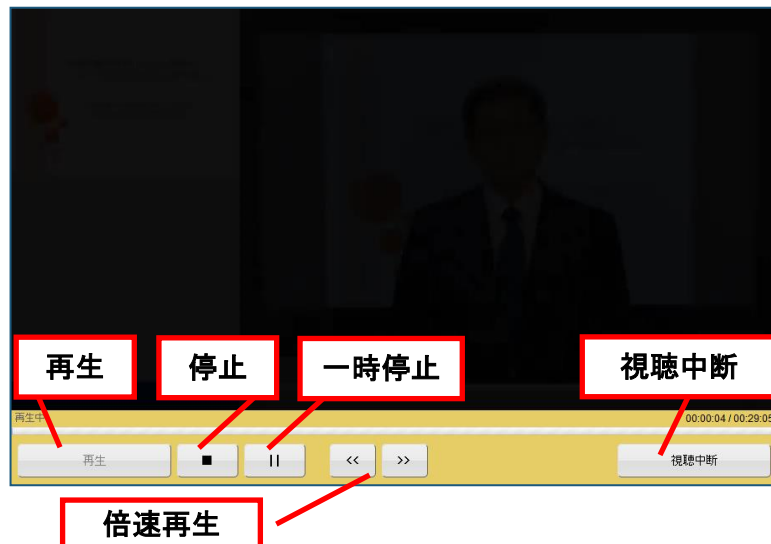 再生
停止
一時停止
視聴中断
再生中
00:00:04 / 00:29:05
再生
■
||
<<
>>
視聴中断
倍速再生